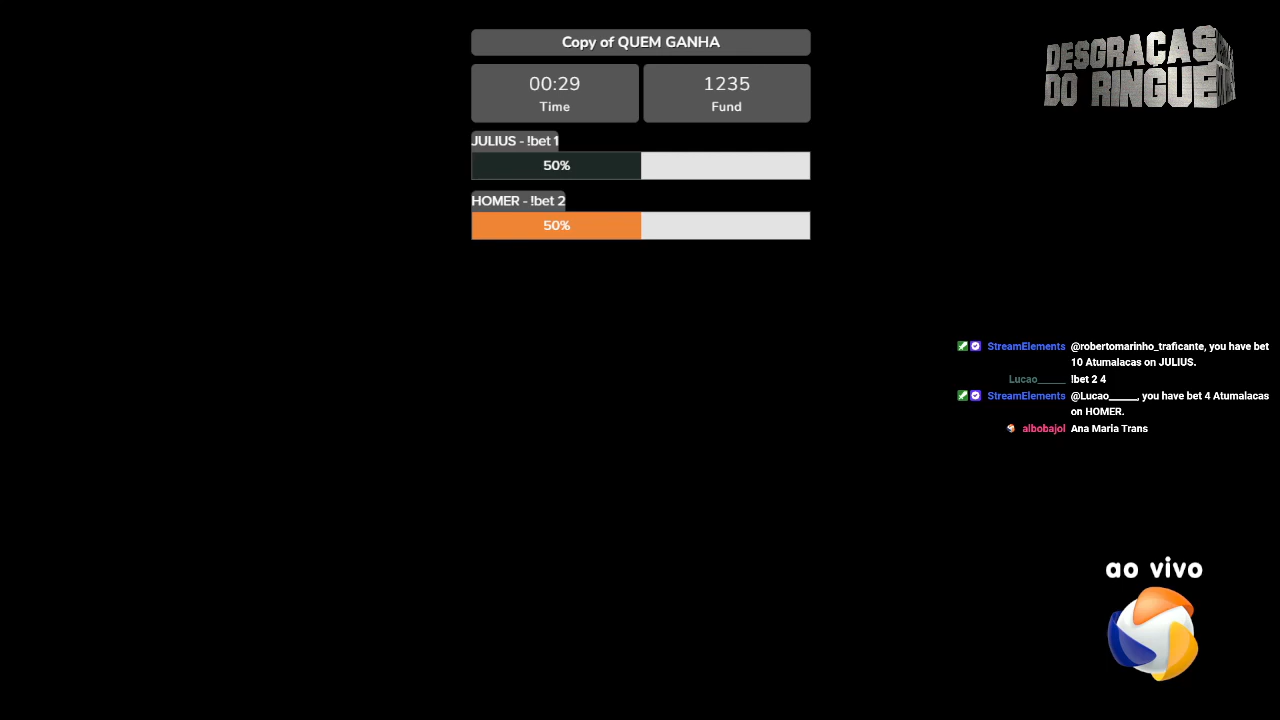 Copy of QUEM GANHA
00:29
Time
1235
Fund
JULIUS - !bet 1
50%
HOMER - !bet 2
50%
DESGRAÇAS
DO RINGUE
StreamElements @robertomarinho_traficante, you have bet
10 Atumalacas on JULIUS.
Lucao______ !bet 2 4
StreamElements @Lucao______, you have bet 4 Atumalacas
on HOMER.
albobajol Ana Maria Trans
ao vivo